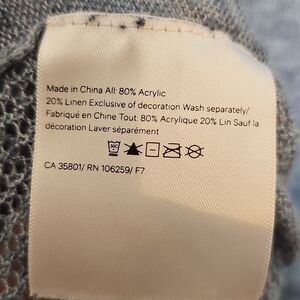 Made in China All: 80% Acrylic
20% Linen Exclusive of decoration Wash separately/
Fabriqué en Chine Tout: 80% Acrylique 20% Lin Sauf la
décoration Laver séparément
CA 35801/ RN 106259/ F7